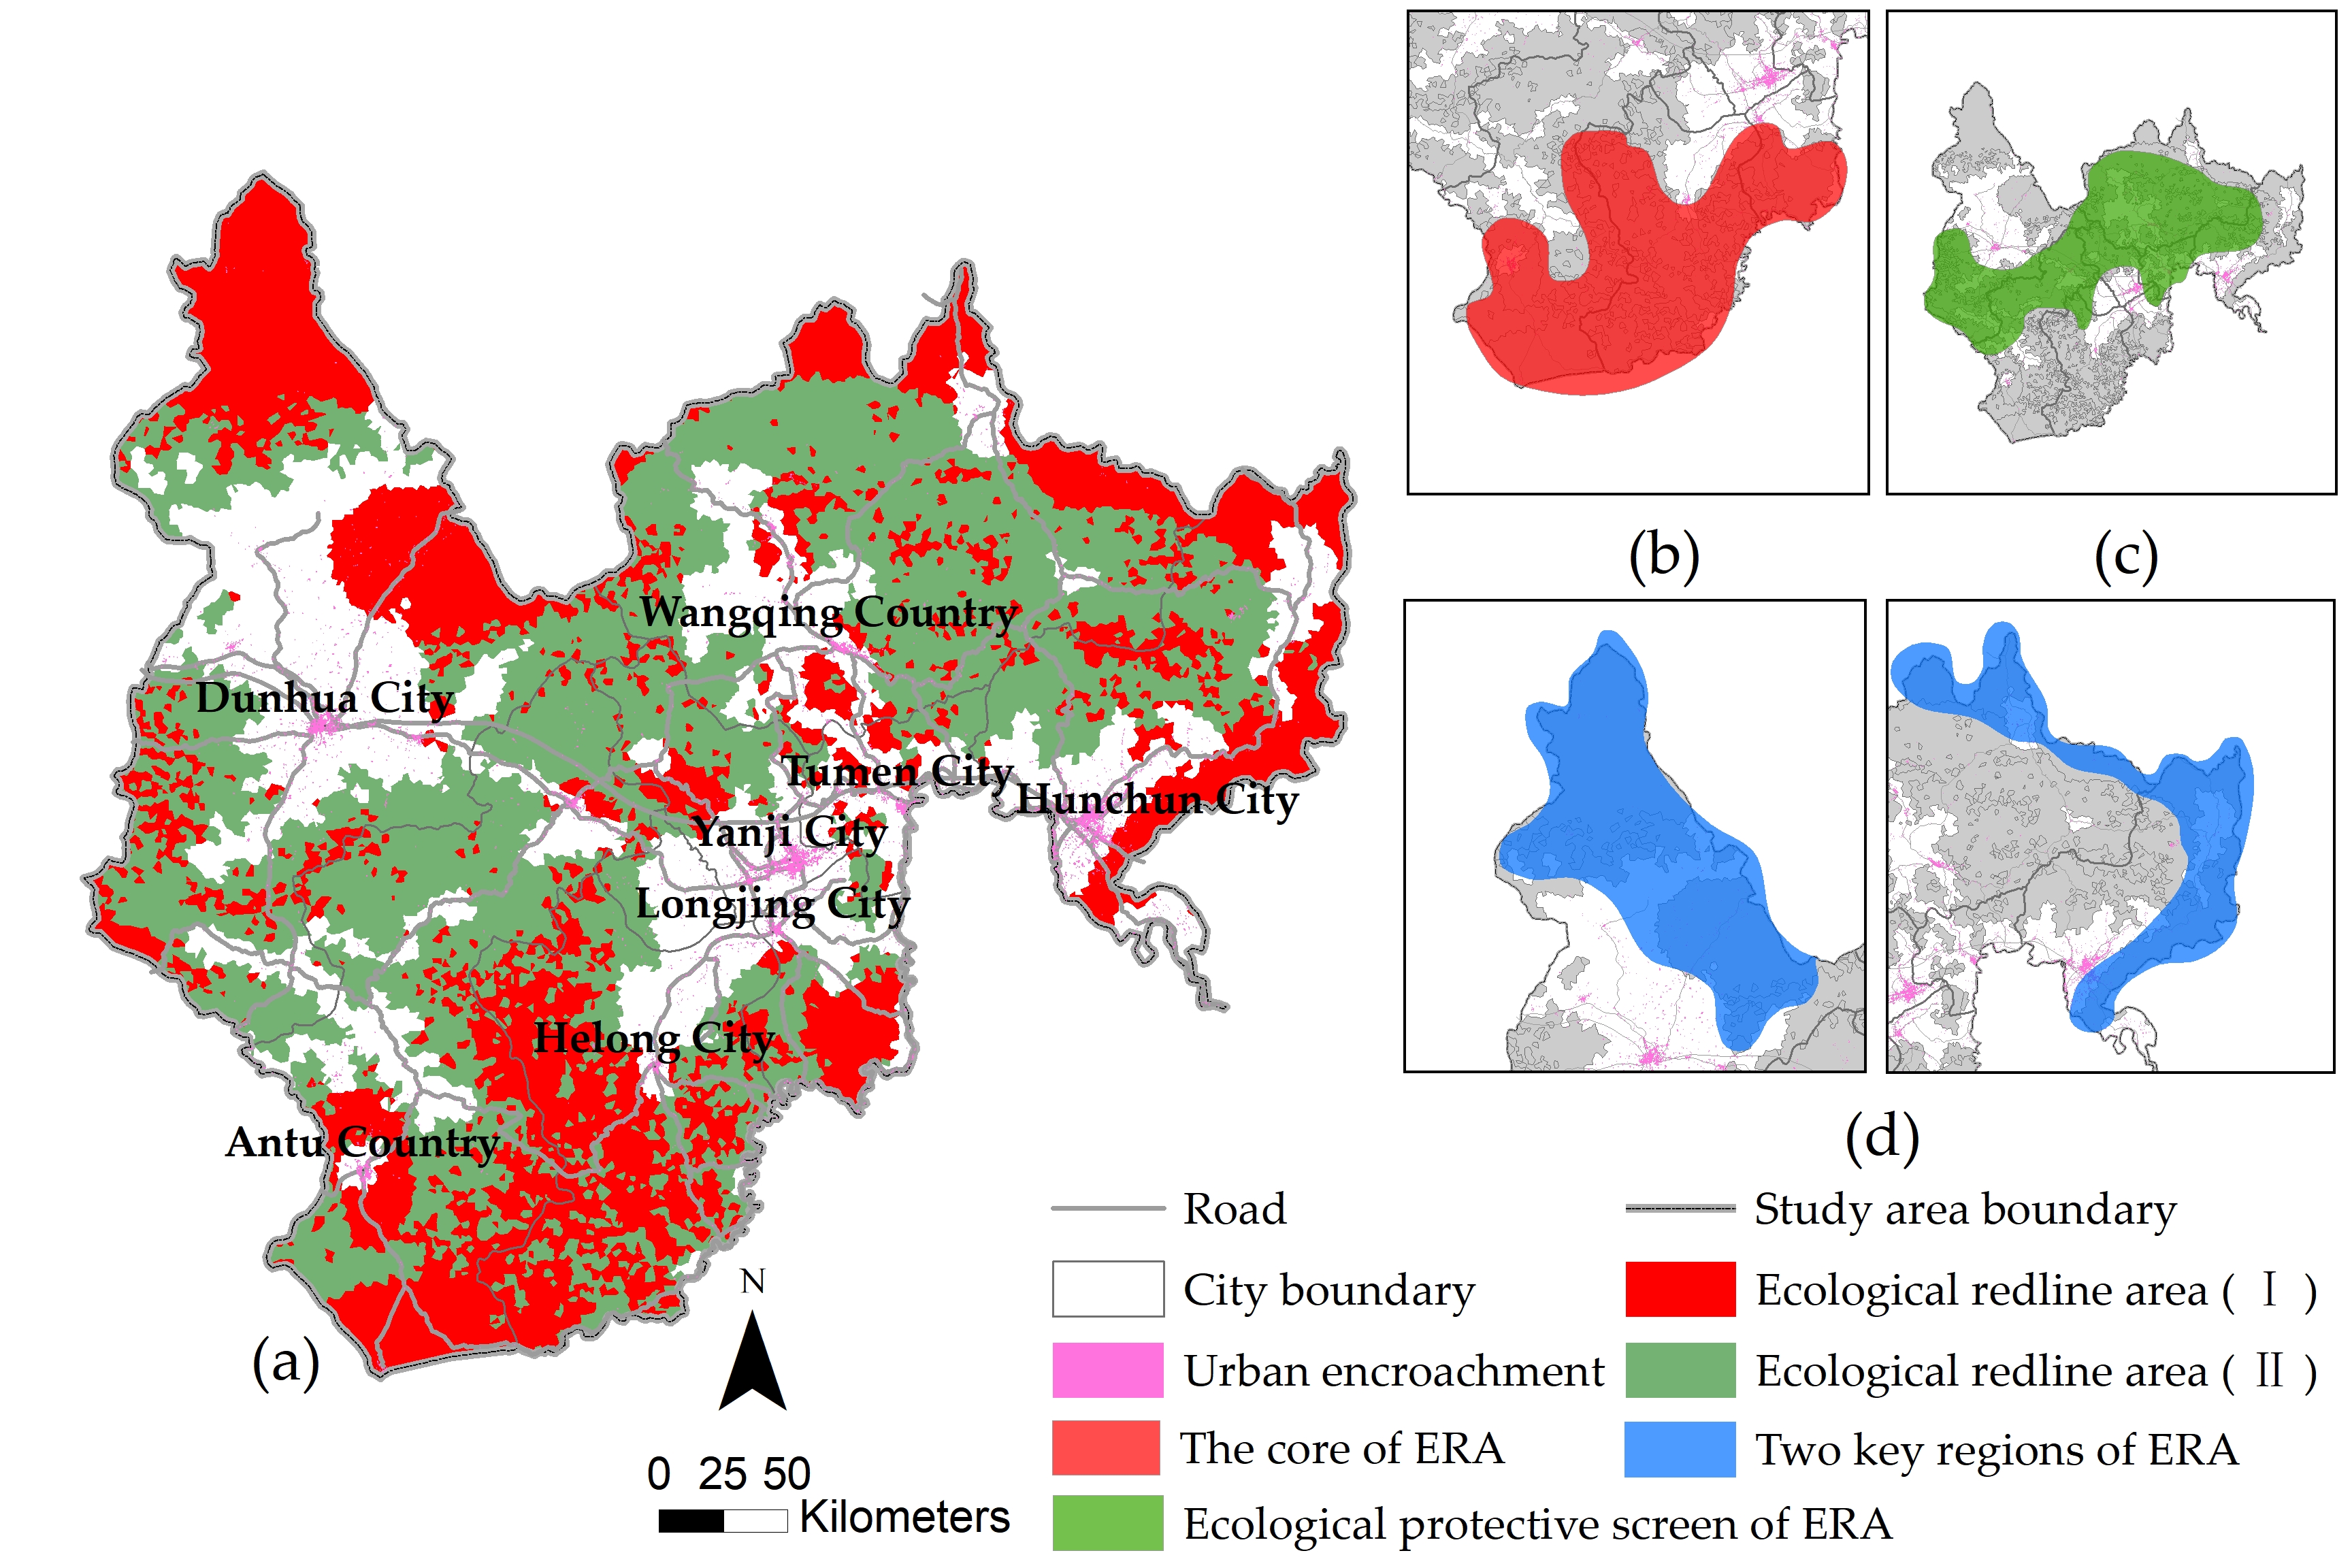 (b)
(c)
Wangqing Country
Dunhua City
Tumen City
Hunchun City
Yanji City
Longjing City
Helong City
Antu Country
(a)
(d)
N
0 25 50
Kilometers
Road
Study area boundary
City boundary
Ecological redline area ( Ⅰ )
Urban encroachment
Ecological redline area ( Ⅱ )
The core of ERA
Two key regions of ERA
Ecological protective screen of ERA